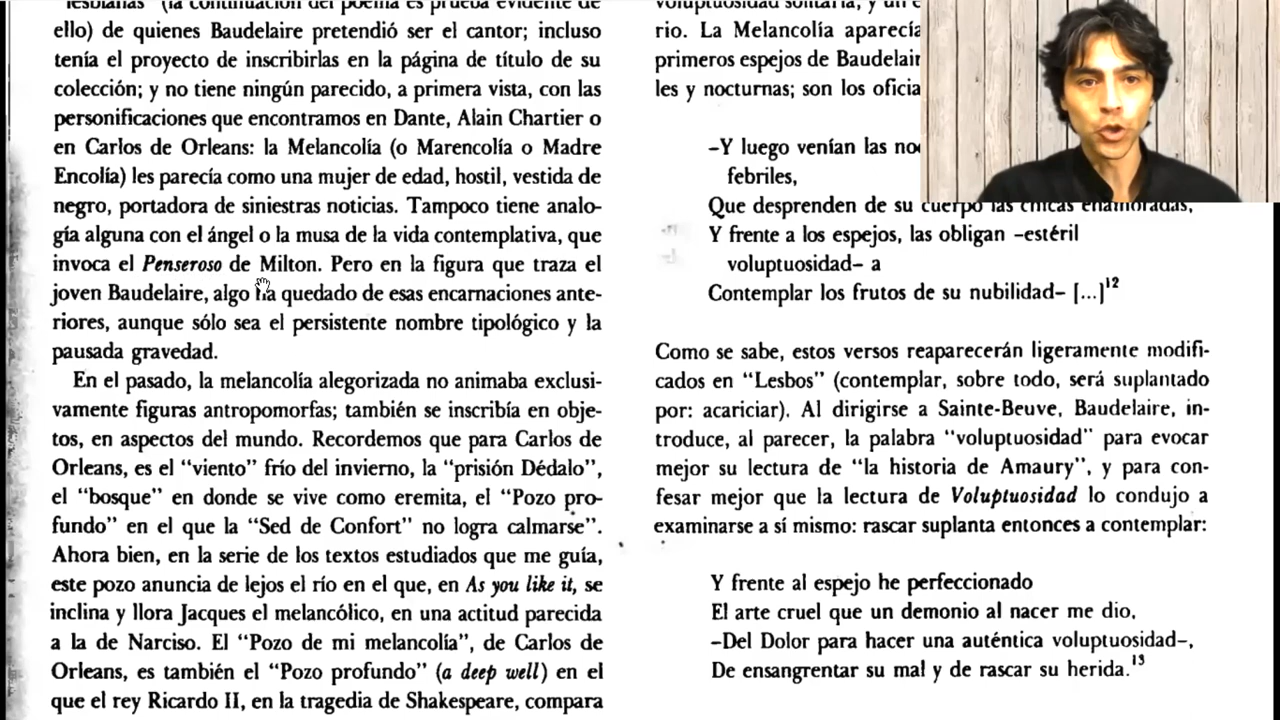 lesbianas" (la continuación del poema es prueba evidente de
ello) de quienes Baudelaire pretendió ser el cantor; incluso
tenía el proyecto de inscribirlas en la página de título de su
colección; y no tiene ningún parecido, a primera vista, con las
personificaciones que encontramos en Dante, Alain Chartier o
en Carlos de Orleans: la Melancolía (o Marencolía o Madre
Encolía) les parecía como una mujer de edad, hostil, vestida de
negro, portadora de siniestras noticias. Tampoco tiene analo-
gía alguna con el ángel o la musa de la vida contemplativa, que
invoca el Penseroso de Milton. Pero en la figura que traza el
joven Baudelaire, algo ha quedado de esas encarnaciones ante-
riores, aunque sólo sea el persistente nombre tipológico y la
pausada gravedad.
En el pasado, la melancolía alegorizada no animaba exclusi-
vamente figuras antropomorfas; también se inscribía en obje-
tos, en aspectos del mundo. Recordemos que para Carlos de
Orleans, es el "viento" frío del invierno, la "prisión Dédalo",
el "bosque" en donde se vive como eremita, el "Pozo pro-
fundo" en el que la "Sed de Confort" no logra calmarse".
Ahora bien, en la serie de los textos estudiados que me guía,
este pozo anuncia de lejos el río en el que, en As you like it, se
inclina y llora Jacques el melancólico, en una actitud parecida
a la de Narciso. El "Pozo de mi melancolía", de Carlos de
Orleans, es también el "Pozo profundo" (a deep well) en el
que el rey Ricardo II, en la tragedia de Shakespeare, compara
voluptuosidad solitaria, y un
rio. La Melancolía aparecía
primeros espejos de Baudelair
les y nocturnas; son los oficia
–Y luego venían las no
febriles,
Que desprenden de su cuerpo las chicas enamoradas,
Y frente a los espejos, las obligan –estéril
voluptuosidad– a
Contemplar los frutos de su nubilidad– [...]12
Como se sabe, estos versos reaparecerán ligeramente modifi-
cados en "Lesbos" (contemplar, sobre todo, será suplantado
por: acariciar). Al dirigirse a Sainte-Beuve, Baudelaire, in-
troduce, al parecer, la palabra "voluptuosidad" para evocar
mejor su lectura de "la historia de Amaury", y para con-
fesar mejor que la lectura de Voluptuosidad lo condujo a
examinarse a sí mismo: rascar suplanta entonces a contemplar:
Y frente al espejo he perfeccionado
El arte cruel que un demonio al nacer me dio,
–Del Dolor para hacer una auténtica voluptuosidad–,
De ensangrentar su mal y de rascar su herida.13